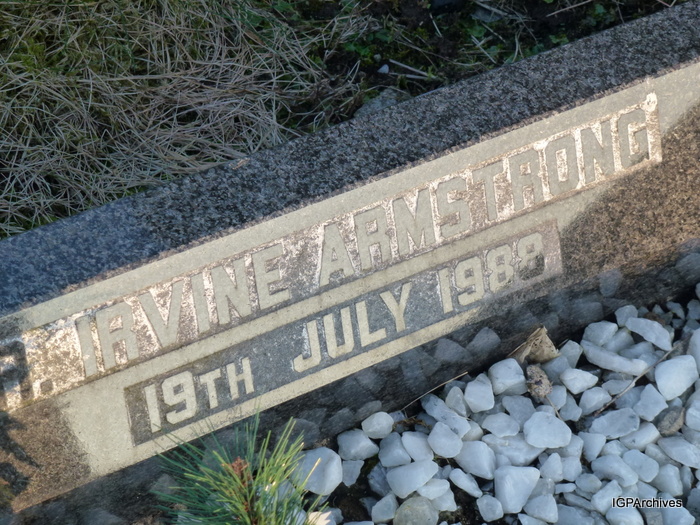 R. IRVINE ARMSTRONG
19TH JULY 1988
IGPArchives